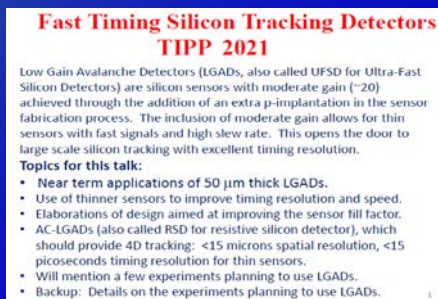 Fast Timing Silicon Tracking Detectors
TIPP 2021
Low Gain Avalanche Detectors (LGADs, also called UFSD for Ultra-Fast
Silicon Detectors) are silicon sensors with moderate gain (~20)
achieved through the addition of an extra p-implantation in the sensor
fabrication process. The inclusion of moderate gain allows for thin
sensors with fast signals and high slew rate. This opens the door to
large scale silicon tracking with excellent timing resolution.
Topics for this talk:
• Near term applications of 50 μm thick LGADs.
• Use of thinner sensors to improve timing resolution and speed.
• Elaborations of design aimed at improving the sensor fill factor.
• AC-LGADs (also called RSD for resistive silicon detector), which
should provide 4D tracking: <15 microns spatial resolution, <15
picoseconds timing resolution for thin sensors.
• Will mention a few experiments planning to use LGADs.
• Backup: Details on the experiments planning to use LGADs.
1